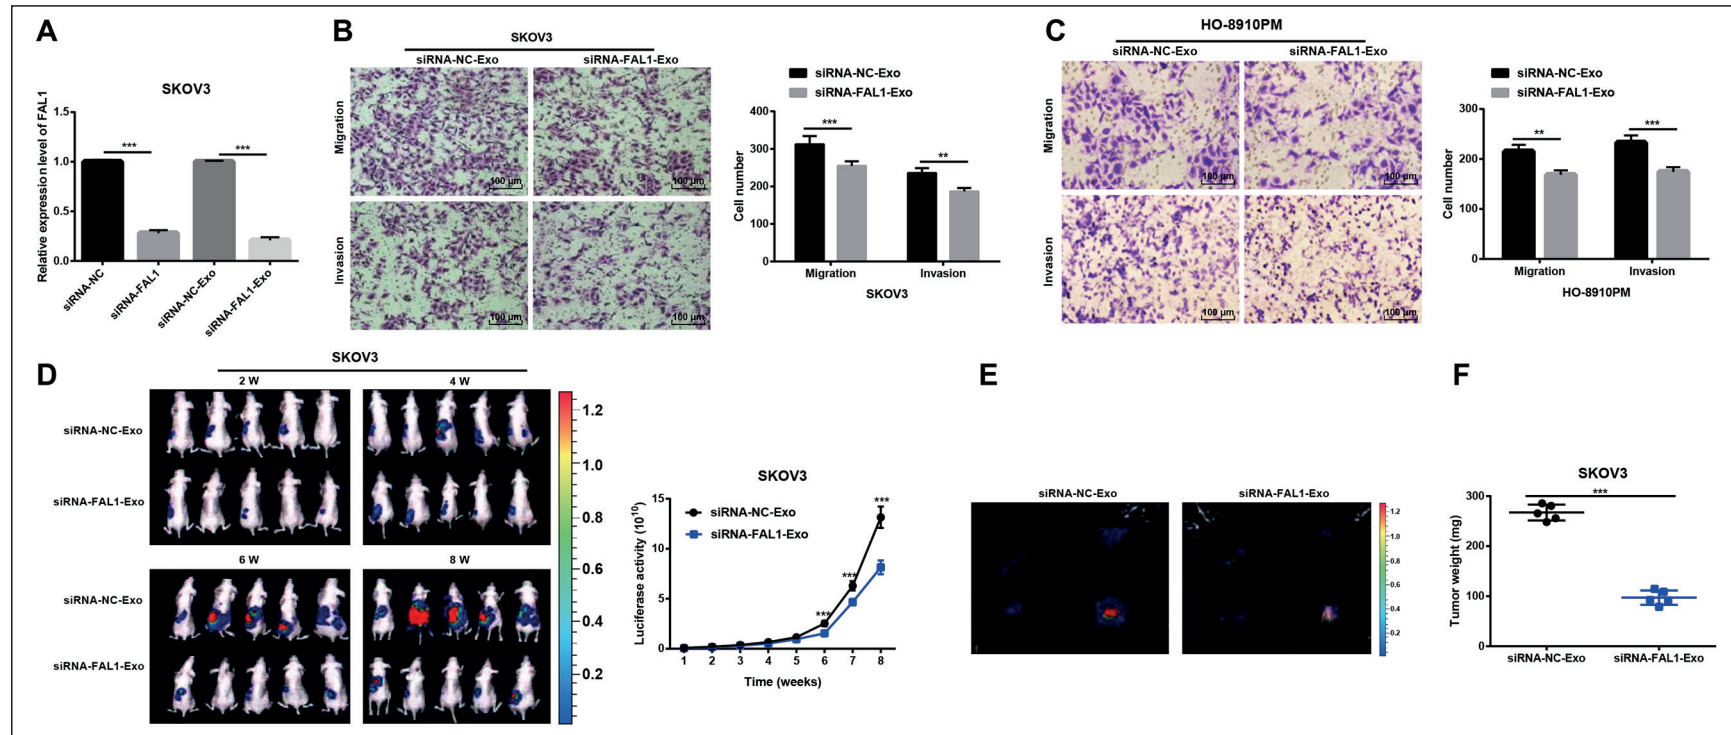 A
SKOV3
Relative expression level of FAL1
1.5
1.0
0.5
0.0
***
***
siRNA-NC
siRNA-FAL1
siRNA-NC-Exo
siRNA-FAL1-Exo
B
SKOV3
siRNA-NC-Exo
siRNA-FAL1-Exo
Migration
Invasion
100 µm
100 µm
100 µm
100 µm
siRNA-NC-Exo
siRNA-FAL1-Exo
Cell number
400
300
200
100
0
***
**
Migration
Invasion
SKOV3
C
HO-8910PM
siRNA-NC-Exo
siRNA-FAL1-Exo
Migration
Invasion
100 µm
100 µm
100 µm
100 µm
siRNA-NC-Exo
siRNA-FAL1-Exo
Cell number
300
200
100
0
**
***
Migration
Invasion
HO-8910PM
D
SKOV3
2 W
4 W
siRNA-NC-Exo
siRNA-FAL1-Exo
6 W
8 W
siRNA-NC-Exo
siRNA-FAL1-Exo
1.2
1.0
0.8
0.6
0.4
0.2
SKOV3
Luciferase activity (10¹⁰)
15
10
5
0
siRNA-NC-Exo
siRNA-FAL1-Exo
***
***
***
1 2 3 4 5 6 7 8
Time (weeks)
E
siRNA-NC-Exo
siRNA-FAL1-Exo
1.2
1.0
0.8
0.6
0.4
0.2
F
SKOV3
Tumor weight (mg)
300
200
100
0
***
siRNA-NC-Exo
siRNA-FAL1-Exo